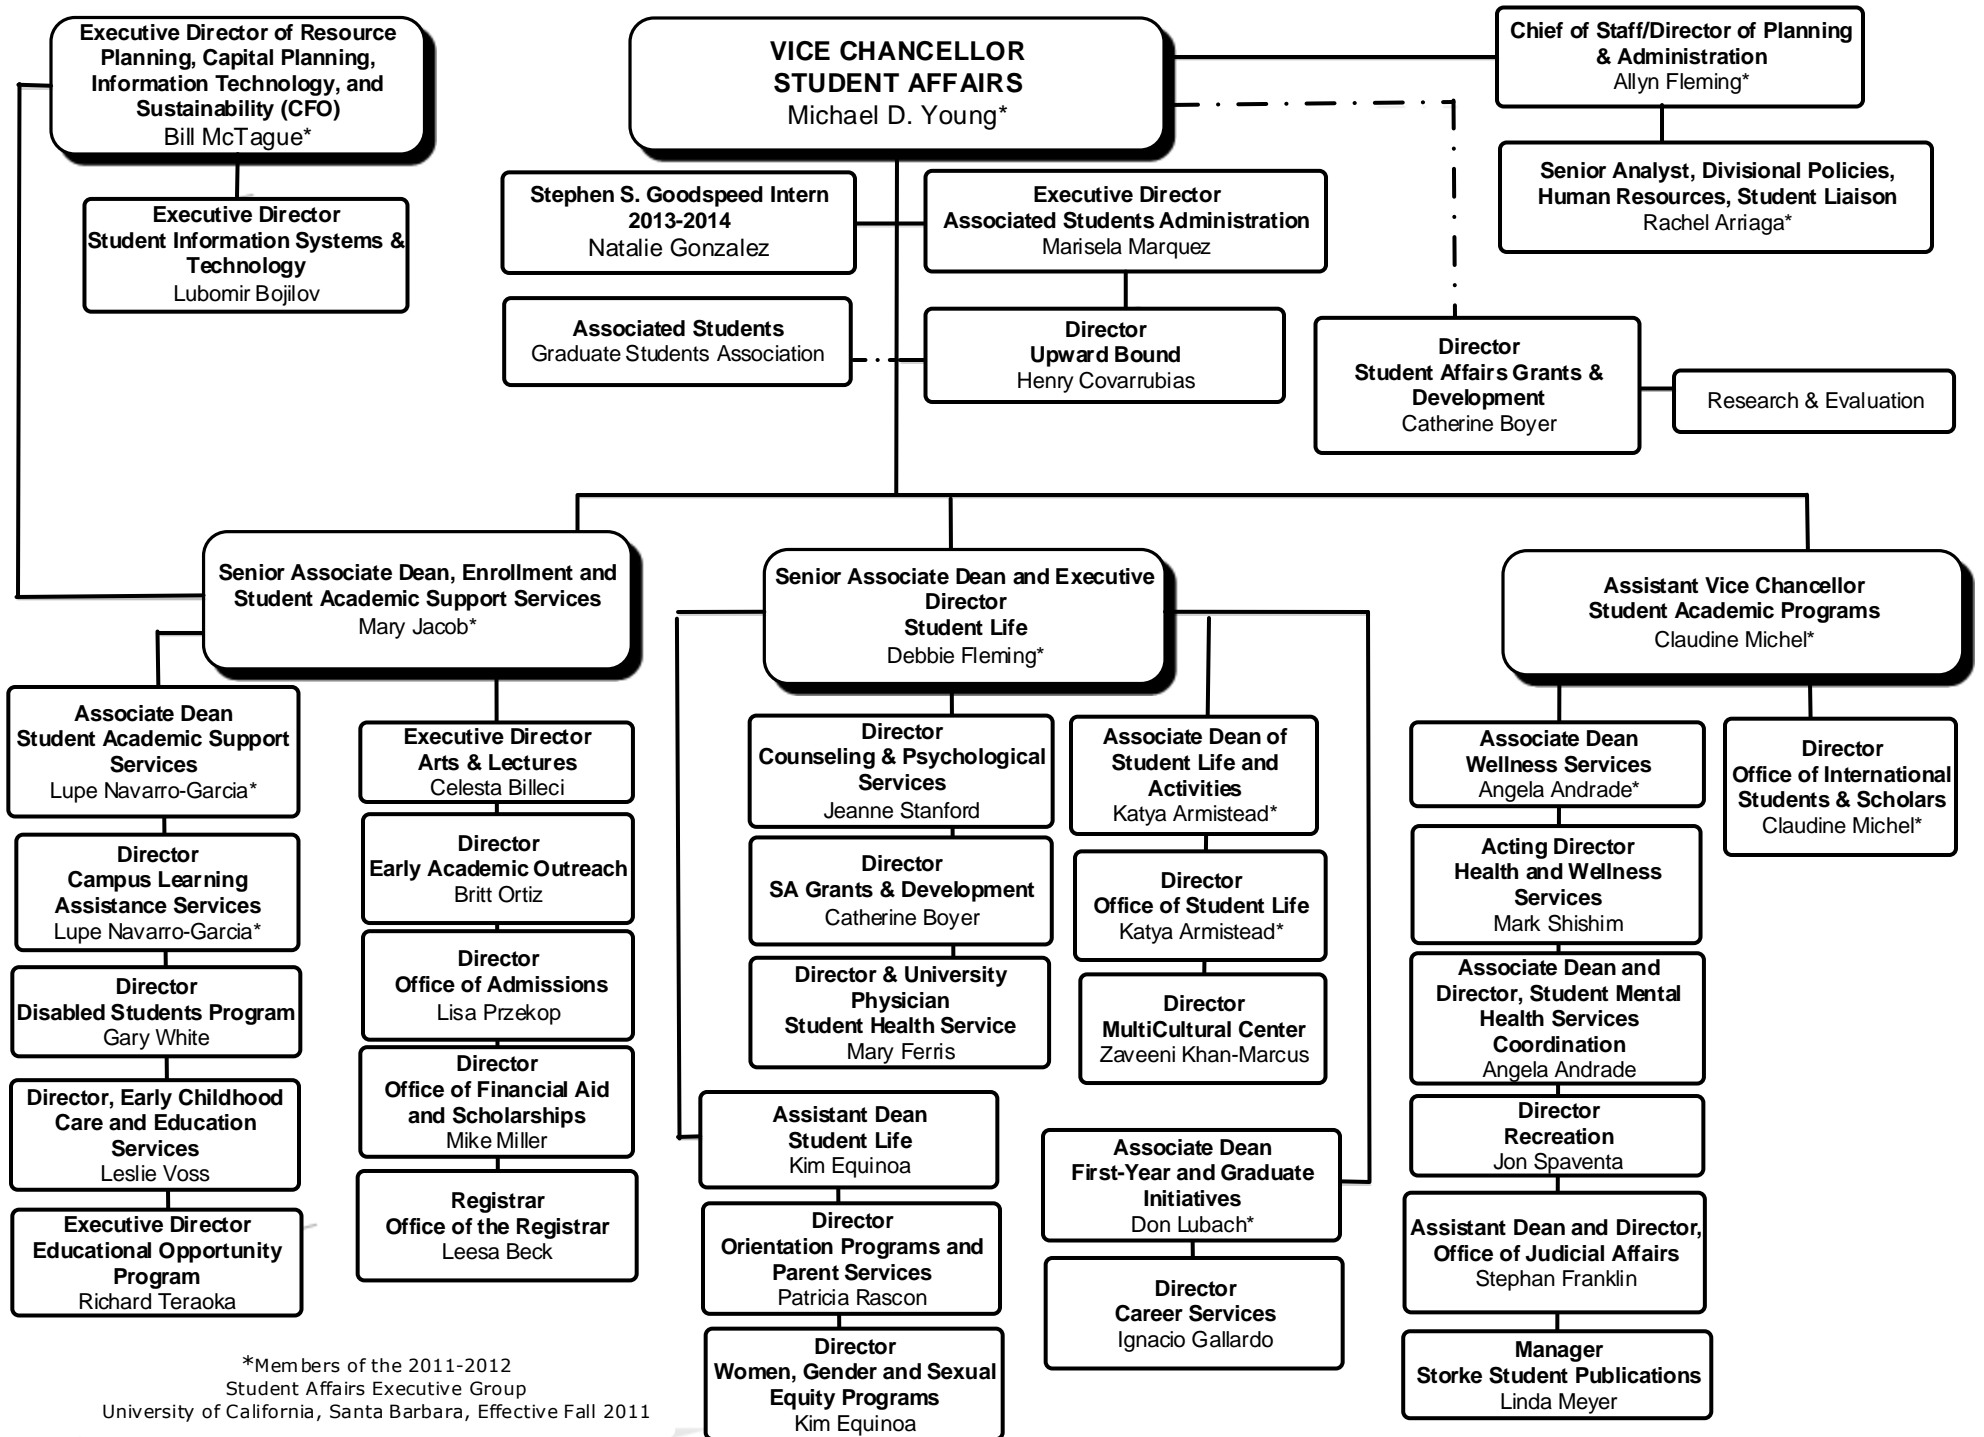 Executive Director of Resource
Planning, Capital Planning,
Information Technology, and
Sustainability (CFO)
Bill McTague*
VICE CHANCELLOR
STUDENT AFFAIRS
Michael D. Young*
Chief of Staff/Director of Planning
& Administration
Allyn Fleming*
Senior Analyst, Divisional Policies,
Human Resources, Student Liaison
Rachel Arriaga*
Executive Director
Student Information Systems &
Technology
Lubomir Bojilov
Stephen S. Goodspeed Intern
2013-2014
Natalie Gonzalez
Executive Director
Associated Students Administration
Marisela Marquez
Associated Students
Graduate Students Association
Director
Upward Bound
Henry Covarrubias
Director
Student Affairs Grants &
Development
Catherine Boyer
Research & Evaluation
Senior Associate Dean, Enrollment and
Student Academic Support Services
Mary Jacob*
Senior Associate Dean and Executive
Director
Student Life
Debbie Fleming*
Assistant Vice Chancellor
Student Academic Programs
Claudine Michel*
Associate Dean
Student Academic Support
Services
Lupe Navarro-Garcia*
Director
Campus Learning
Assistance Services
Lupe Navarro-Garcia*
Director
Disabled Students Program
Gary White
Director, Early Childhood
Care and Education
Services
Leslie Voss
Executive Director
Educational Opportunity
Program
Richard Teraoka
Executive Director
Arts & Lectures
Celesta Billeci
Director
Early Academic Outreach
Britt Ortiz
Director
Office of Admissions
Lisa Przekop
Director
Office of Financial Aid
and Scholarships
Mike Miller
Registrar
Office of the Registrar
Leesa Beck
Director
Counseling & Psychological
Services
Jeanne Stanford
Director
SA Grants & Development
Catherine Boyer
Director & University
Physician
Student Health Service
Mary Ferris
Associate Dean of
Student Life and
Activities
Katya Armistead*
Director
Office of Student Life
Katya Armistead*
Director
MultiCultural Center
Zaveeni Khan-Marcus
Assistant Dean
Student Life
Kim Equinoa
Director
Orientation Programs and
Parent Services
Patricia Rascon
Director
Women, Gender and Sexual
Equity Programs
Kim Equinoa
Associate Dean
First-Year and Graduate
Initiatives
Don Lubach*
Director
Career Services
Ignacio Gallardo
Associate Dean
Wellness Services
Angela Andrade*
Acting Director
Health and Wellness
Services
Mark Shishim
Associate Dean and
Director, Student Mental
Health Services
Coordination
Angela Andrade
Director
Recreation
Jon Spaventa
Assistant Dean and Director,
Office of Judicial Affairs
Stephan Franklin
Manager
Storke Student Publications
Linda Meyer
Director
Office of International
Students & Scholars
Claudine Michel*
*Members of the 2011-2012
Student Affairs Executive Group
University of California, Santa Barbara, Effective Fall 2011